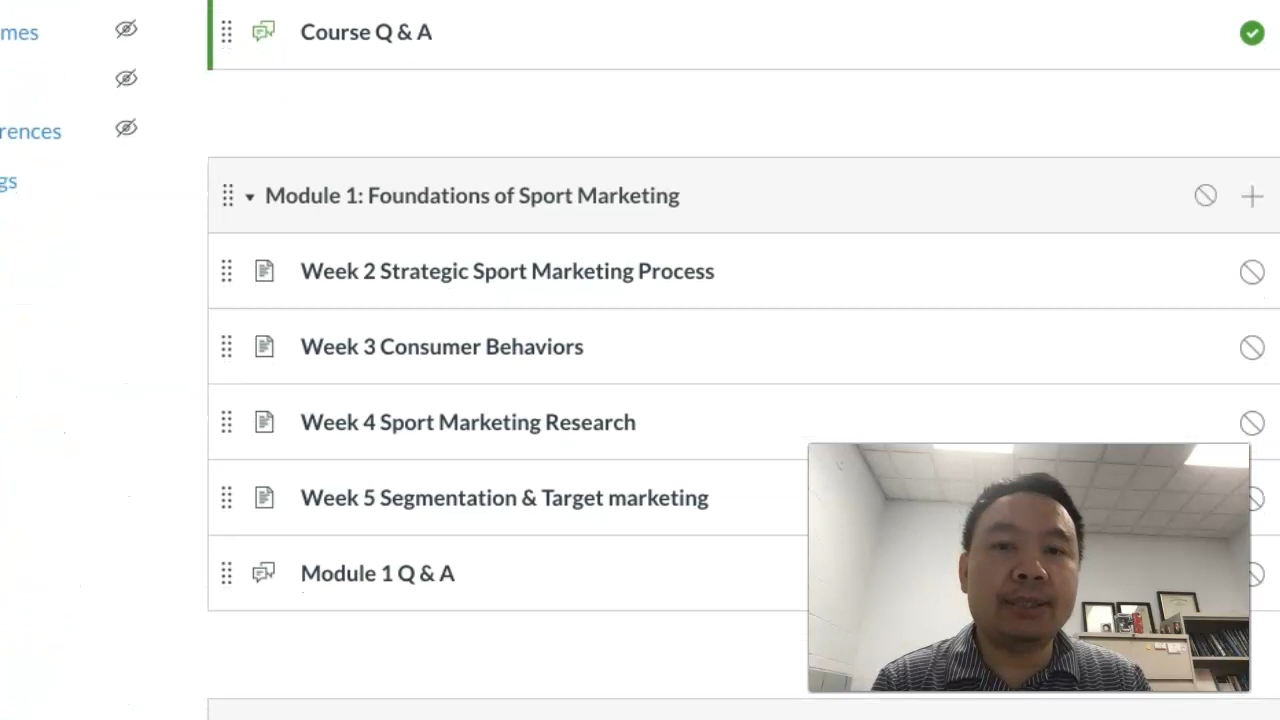 mes
Course Q & A
rences
gs
Module 1: Foundations of Sport Marketing
Week 2 Strategic Sport Marketing Process
Week 3 Consumer Behaviors
Week 4 Sport Marketing Research
Week 5 Segmentation & Target marketing
Module 1 Q & A